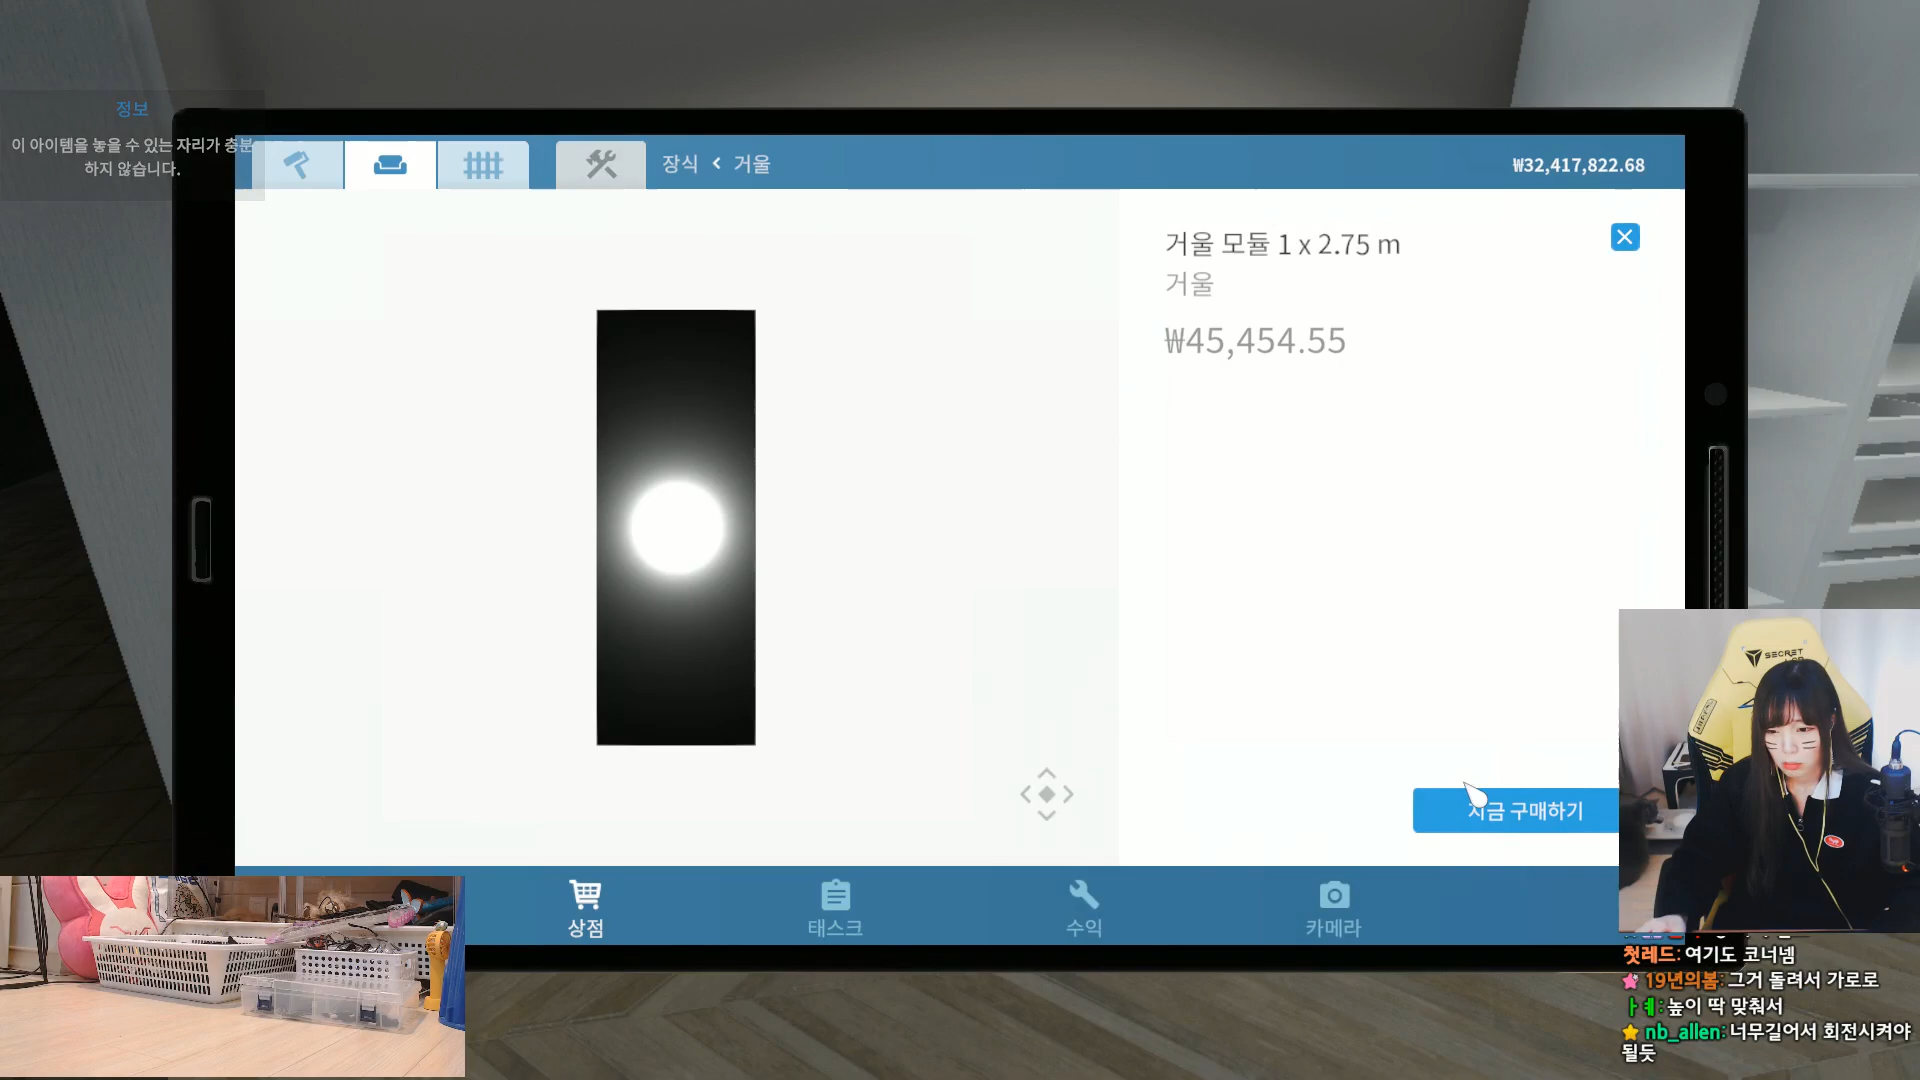 정보
이 아이템을 놓을 수 있는 자리가 충분
하지 않습니다.
장식 < 거울
₩32,417,822.68
거울 모듈 1 x 2.75 m
거울
₩45,454.55
지금 구매하기
SECRET
상점
태스크
수익
카메라
첫레드: 여기도 코너넴
19년의봄: 그거 돌려서 가로로
ㅏ톄: 높이 딱 맞춰서
nb_allen: 너무길어서 회전시켜야
될듯